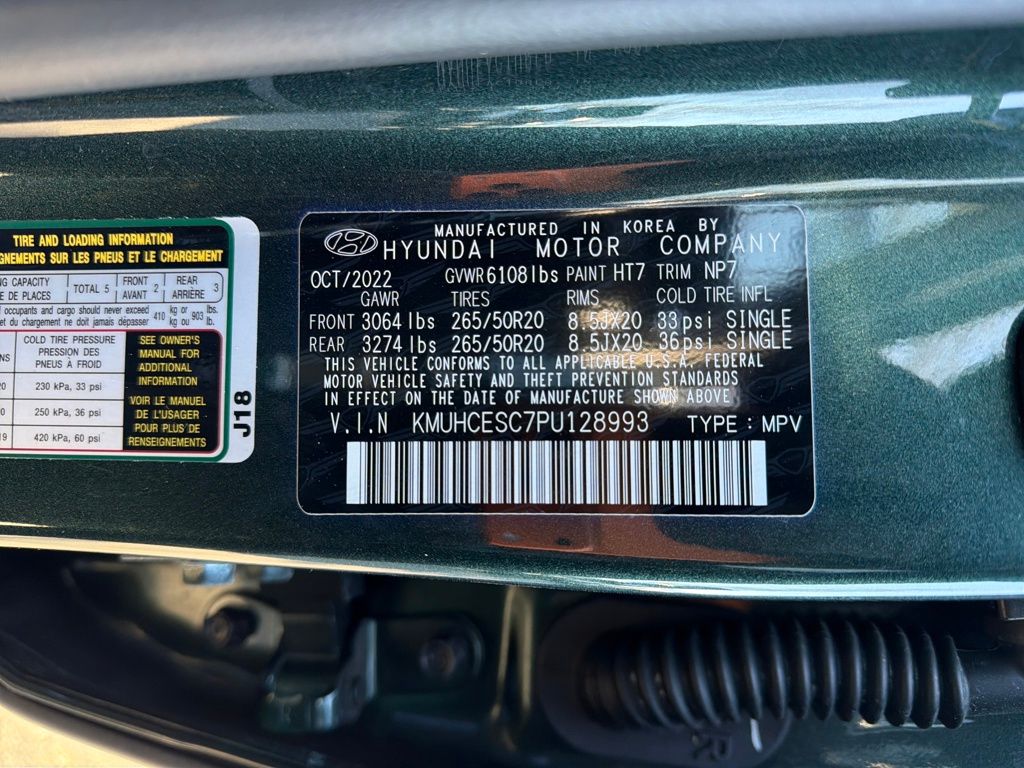 TIRE AND LOADING INFORMATION
GNEMENTS SUR LES PNEUS ET LE CHARGEMENT
NG CAPACITY
E DE PLACES
TOTAL 5
FRONT
AVANT 2
REAR
ARRIÈRE 3
occupants and cargo should never exceed
et du chargement ne doit jamais dépasser
410 kg or kg ou 903 lbs. lb.
COLD TIRE PRESSURE
PRESSION DES
PNEUS À FROID
230 kPa, 33 psi
250 kPa, 36 psi
420 kPa, 60 psi
SEE OWNER'S
MANUAL FOR
ADDITIONAL
INFORMATION
VOIR LE MANUEL
DE L'USAGER
POUR PLUS DE
RENSEIGNEMENTS
J18
MANUFACTURED IN KOREA BY
HYUNDAI MOTOR COMPANY
OCT/2022 GVWR 6108 lbs PAINT HT7 TRIM NP7
GAWR TIRES RIMS COLD TIRE INFL
FRONT 3064 lbs 265/50R20 8.5JX20 33psi SINGLE
REAR 3274 lbs 265/50R20 8.5JX20 36psi SINGLE
THIS VEHICLE CONFORMS TO ALL APPLICABLE U.S.A. FEDERAL
MOTOR VEHICLE SAFETY AND THEFT PREVENTION STANDARDS
IN EFFECT ON THE DATE OF MANUFACTURE SHOWN ABOVE
V.I.N KMUHCESC7PU128993 TYPE : MPV
R